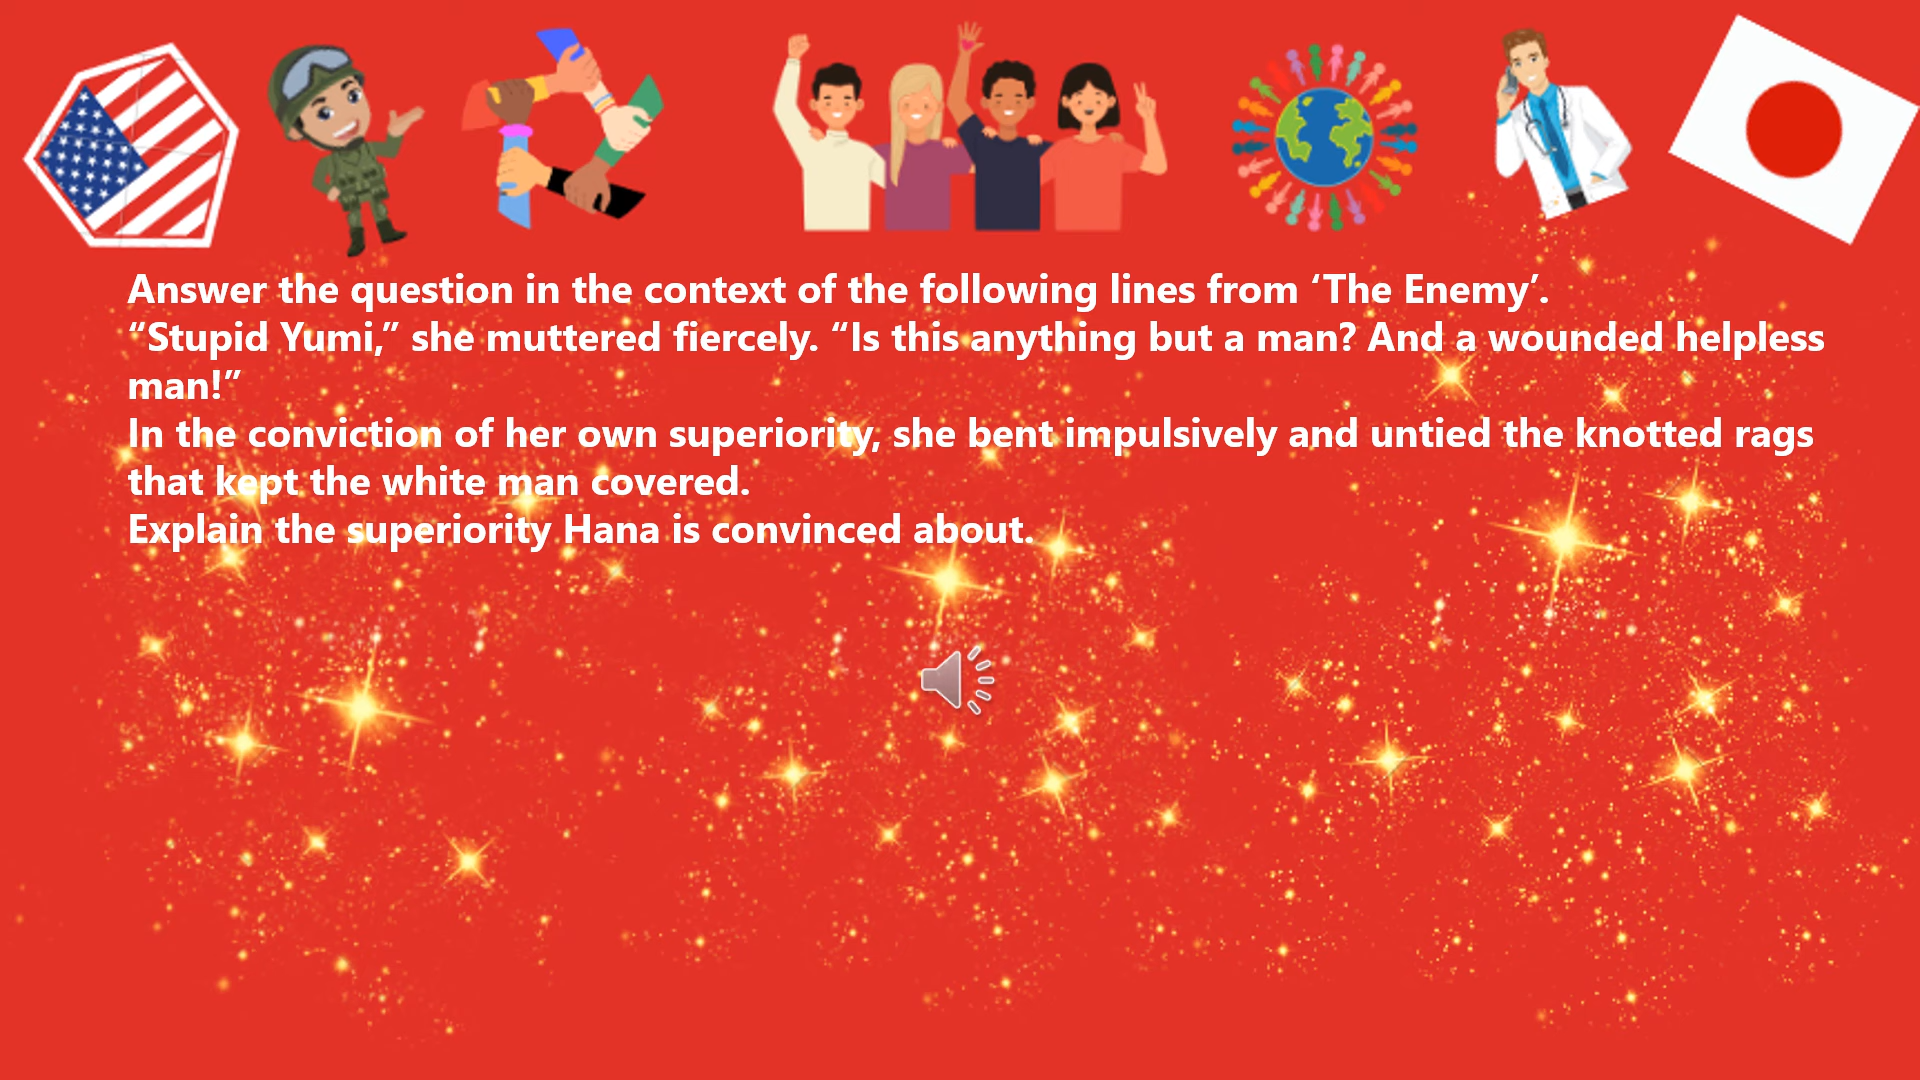 Answer the question in the context of the following lines from ‘The Enemy’.
“Stupid Yumi,” she muttered fiercely. “Is this anything but a man? And a wounded helpless
man!”
In the conviction of her own superiority, she bent impulsively and untied the knotted rags
that kept the white man covered.
Explain the superiority Hana is convinced about.